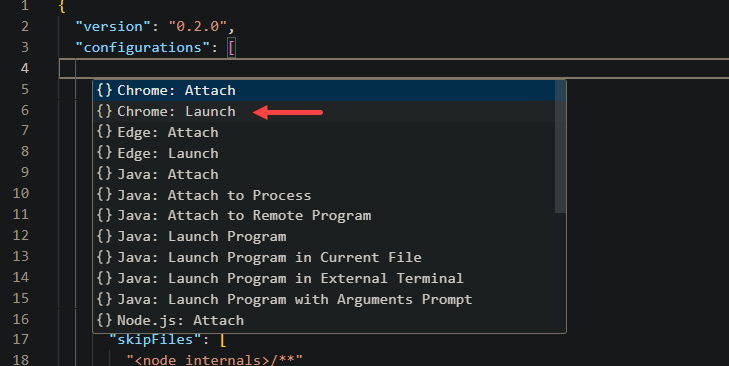 1 {
2 "version": "0.2.0",
3 "configurations": [
4
5 {} Chrome: Attach
6 {} Chrome: Launch
7 {} Edge: Attach
8 {} Edge: Launch
9 {} Java: Attach
10 {} Java: Attach to Process
11 {} Java: Attach to Remote Program
12 {} Java: Launch Program
13 {} Java: Launch Program in Current File
14 {} Java: Launch Program in External Terminal
15 {} Java: Launch Program with Arguments Prompt
16 {} Node.js: Attach
17 "skipFiles": [
18 "<node_internals>/**"